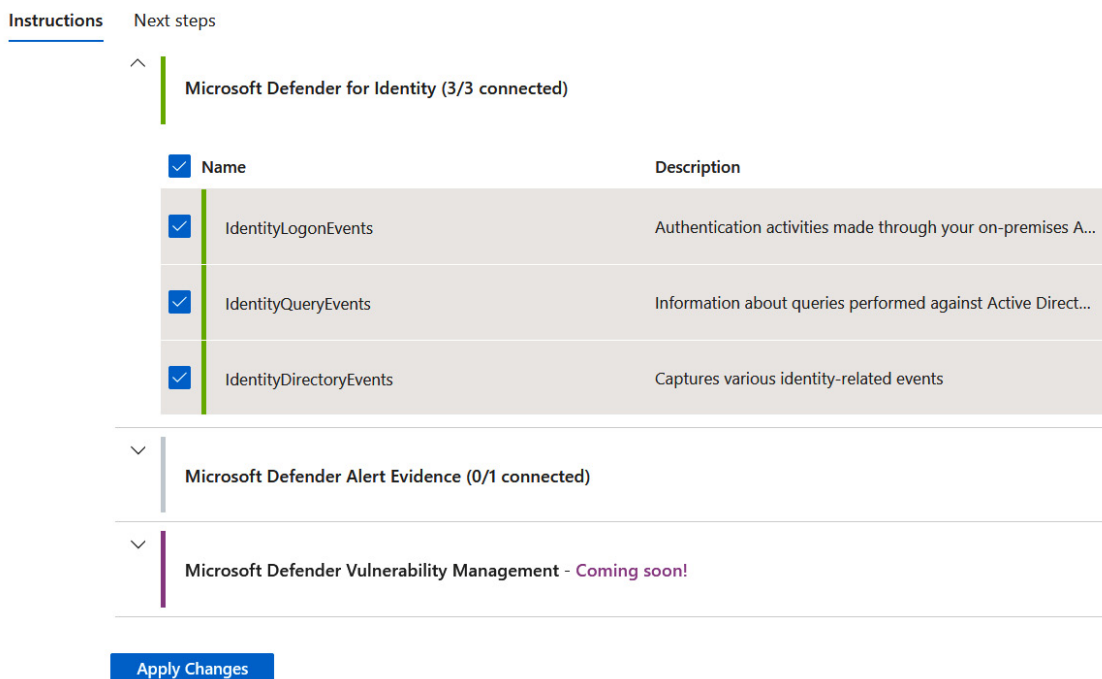 Instructions Next steps
Microsoft Defender for Identity (3/3 connected)
Name Description
IdentityLogonEvents Authentication activities made through your on-premises A...
IdentityQueryEvents Information about queries performed against Active Direct...
IdentityDirectoryEvents Captures various identity-related events
Microsoft Defender Alert Evidence (0/1 connected)
Microsoft Defender Vulnerability Management - Coming soon!
Apply Changes